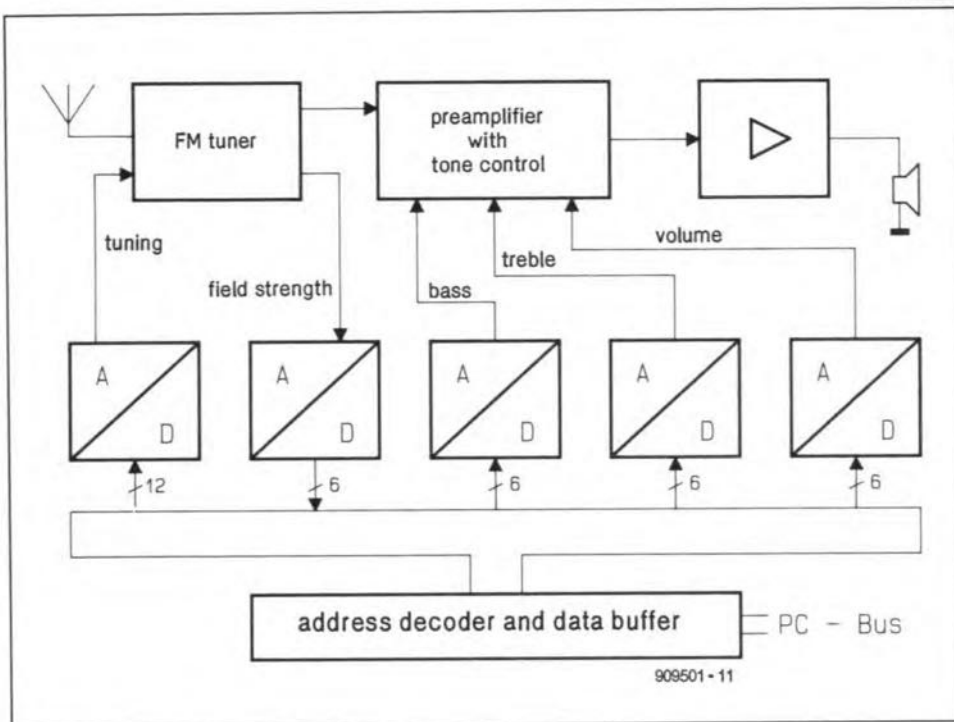 FM tuner
preamplifier
with
tone control
tuning
field strength
bass
treble
volume
A
D
A
D
A
D
A
D
A
D
12
6
6
6
6
address decoder and data buffer
PC - Bus
909501 - 11